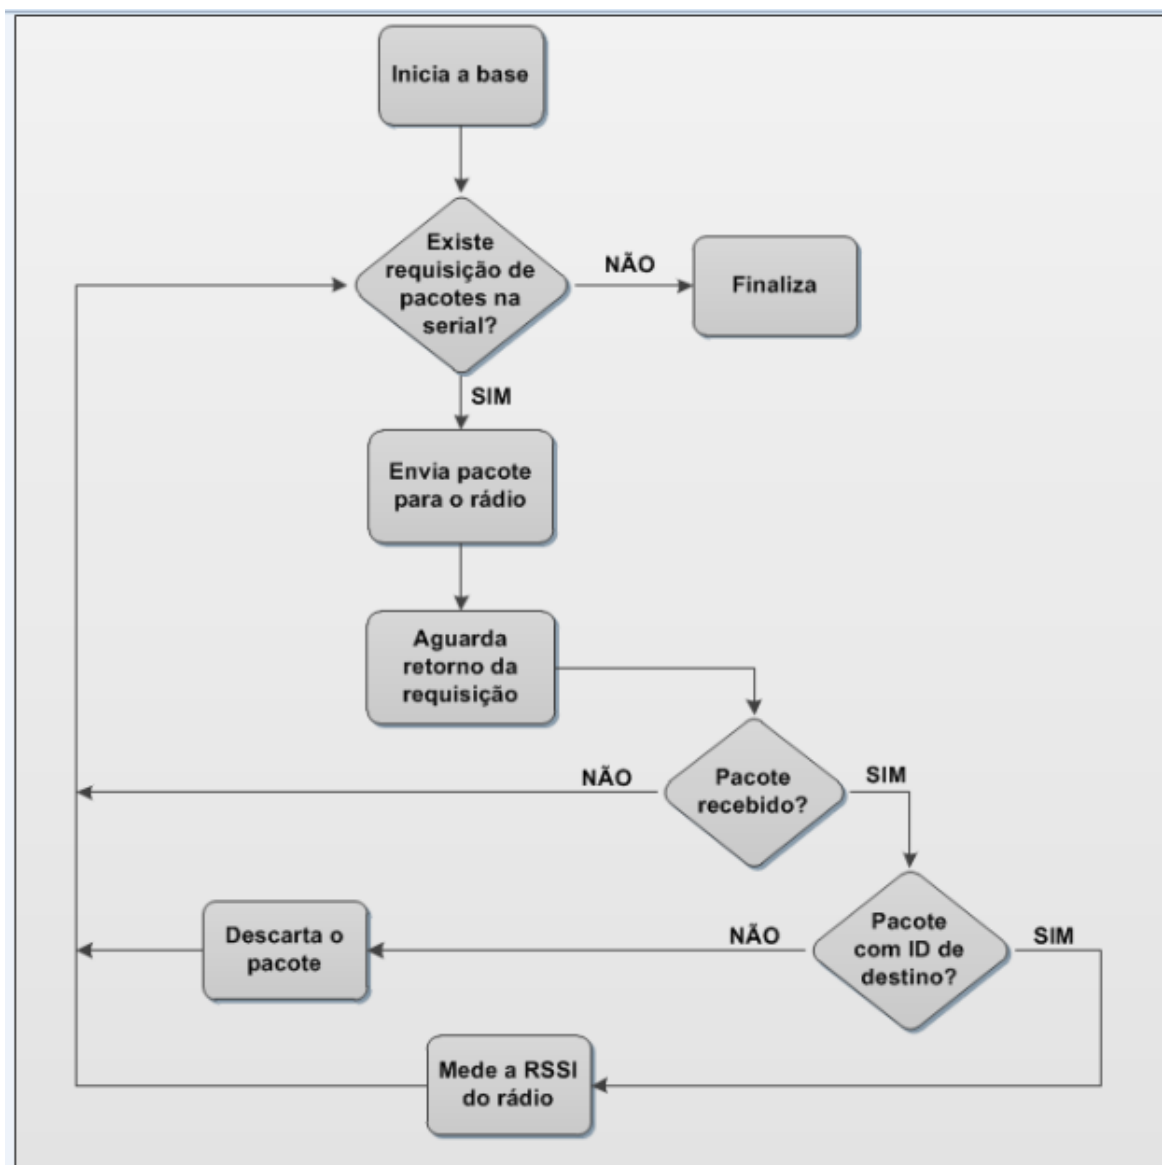 Inicia a base
Existe
requisição de
pacotes na
serial?
NÃO
Finaliza
SIM
Envia pacote
para o rádio
Aguarda
retorno da
requisição
NÃO
Pacote
recebido?
SIM
Descarta o
pacote
NÃO
Pacote
com ID de
destino?
SIM
Mede a RSSI
do rádio